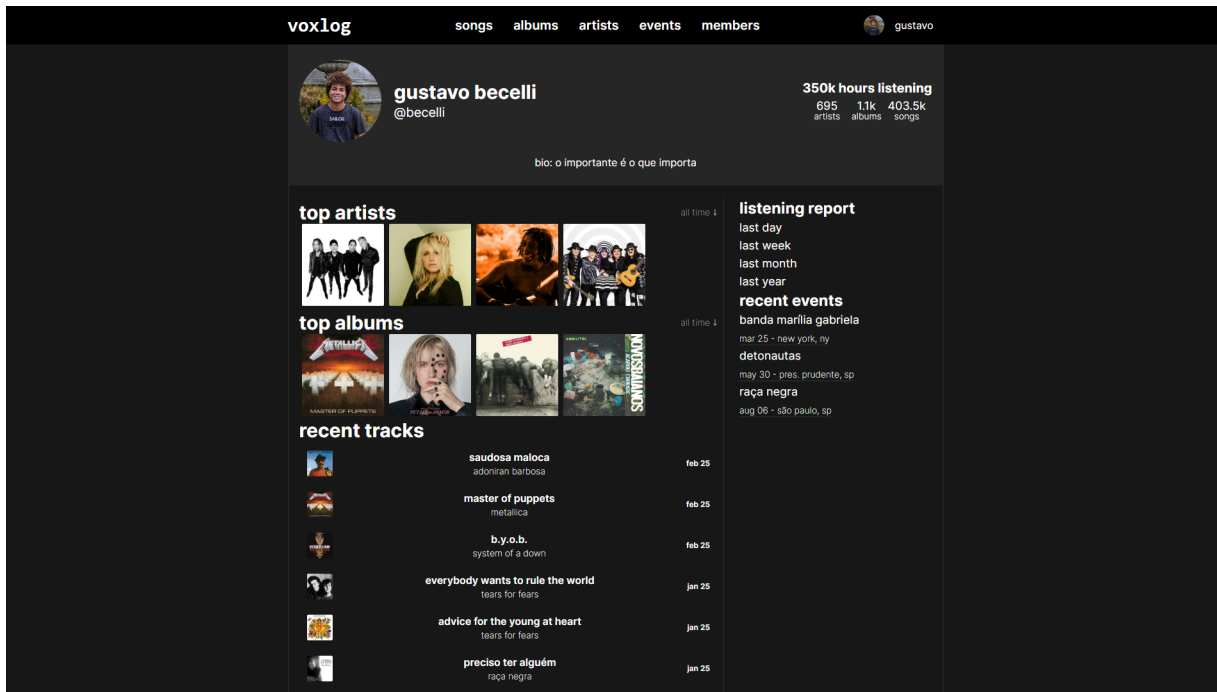 voxlog
songs albums artists events members
gustavo
gustavo becelli
@becelli
350k hours listening
695 1.1k 403.5k
artists albums songs
bio: o importante é o que importa
top artists
all time ↓
top albums
all time ↓
METALLICA
MASTER OF PUPPETS
NOVOS BAIANOS
recent tracks
saudosa maloca
adoniran barbosa
feb 25
master of puppets
metallica
feb 25
b.y.o.b.
system of a down
feb 25
everybody wants to rule the world
tears for fears
jan 25
advice for the young at heart
tears for fears
jan 25
preciso ter alguém
raça negra
jan 25
listening report
last day
last week
last month
last year
recent events
banda marília gabriela
mar 25 - new york, ny
detonautas
may 30 - pres. prudente, sp
raça negra
aug 06 - são paulo, sp